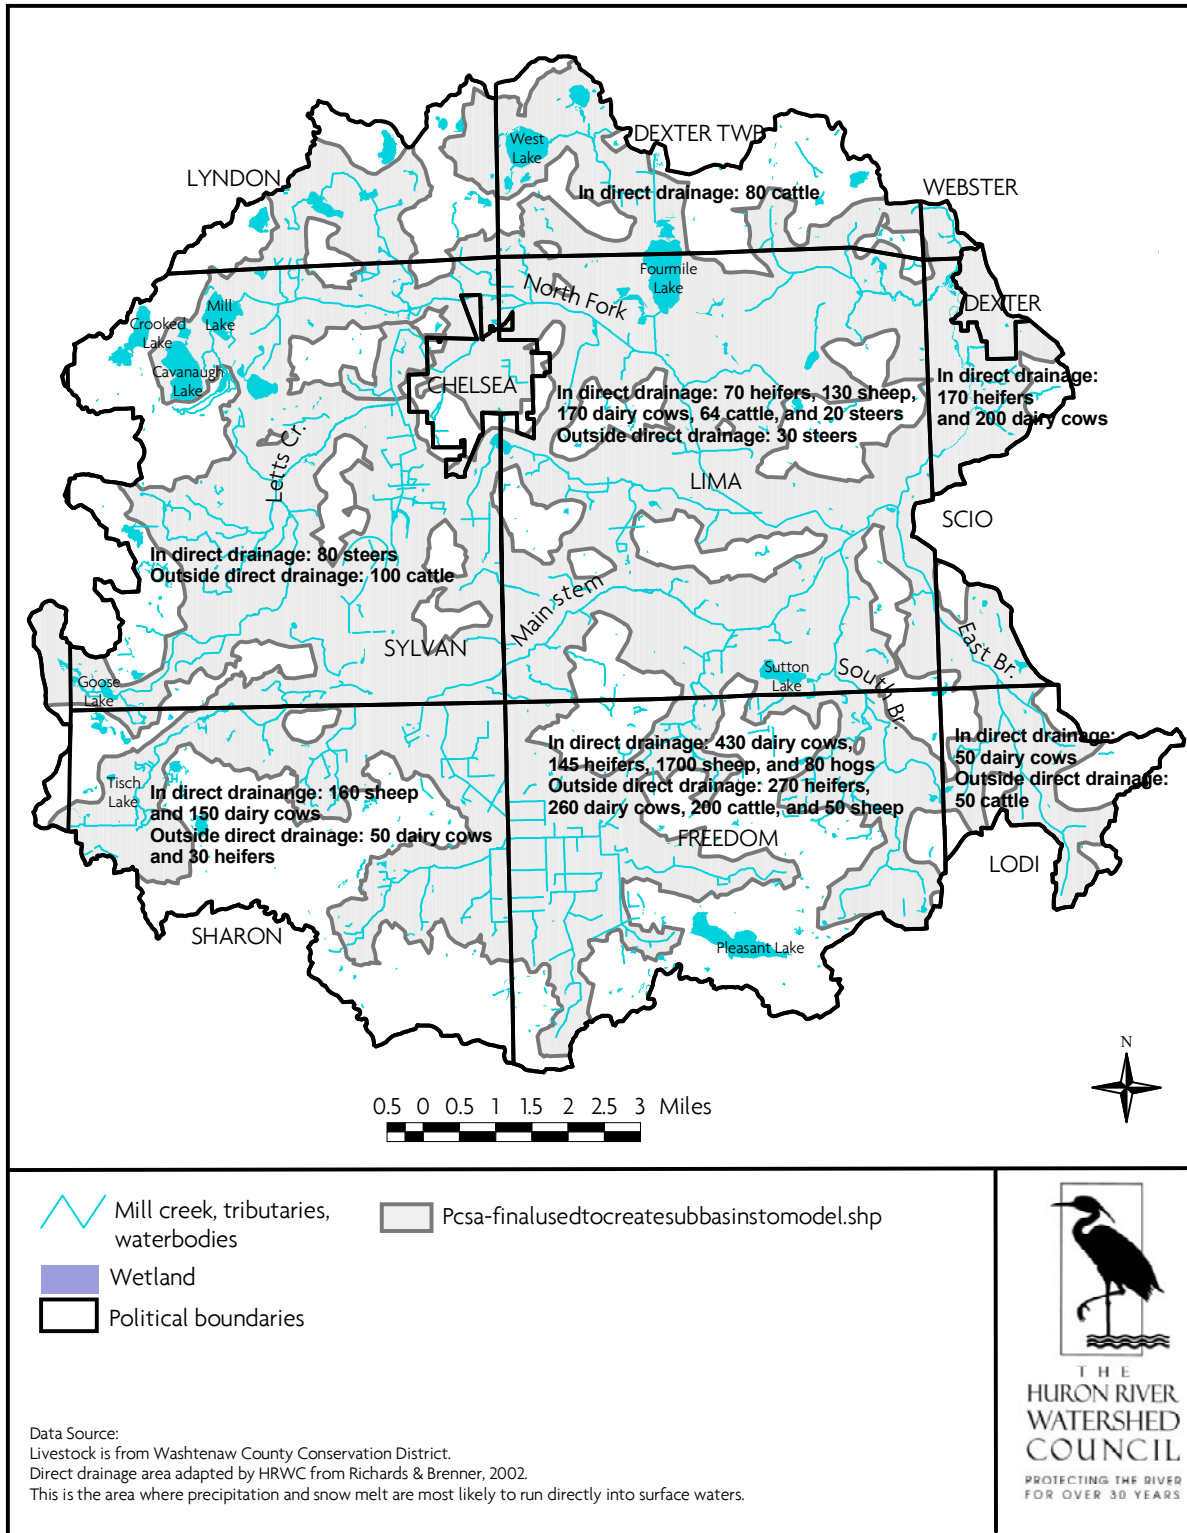 DEXTER TWP
West
Lake
LYNDON
In direct drainage: 80 cattle
WEBSTER
Fourmile
Lake
North Fork
DEXTER
Mill
Lake
Crooked
Lake
Cavanaugh
Lake
CHELSEA
In direct drainage:
170 heifers
and 200 dairy cows
In direct drainage: 70 heifers, 130 sheep,
170 dairy cows, 64 cattle, and 20 steers
Outside direct drainage: 30 steers
Letts Cr.
LIMA
SCIO
In direct drainage: 80 steers
Outside direct drainage: 100 cattle
Main stem
SYLVAN
East Br.
Sutton
Lake
South Br.
Goose
Lake
In direct drainage: 430 dairy cows,
145 heifers, 1700 sheep, and 80 hogs
Outside direct drainage: 270 heifers,
260 dairy cows, 200 cattle, and 50 sheep
In direct drainage:
50 dairy cows
Outside direct drainage:
50 cattle
Tisch
Lake
In direct drainange: 160 sheep
and 150 dairy cows
Outside direct drainage: 50 dairy cows
and 30 heifers
FREEDOM
LODI
SHARON
Pleasant Lake
N
0.5 0 0.5 1 1.5 2 2.5 3 Miles
Mill creek, tributaries,
waterbodies
Pcsa-finalusedtocreatesubbasinstomodel.shp
Wetland
Political boundaries
THE
HURON RIVER
WATERSHED
COUNCIL
PROTECTING THE RIVER
FOR OVER 30 YEARS
Data Source:
Livestock is from Washtenaw County Conservation District.
Direct drainage area adapted by HRWC from Richards & Brenner, 2002.
This is the area where precipitation and snow melt are most likely to run directly into surface waters.